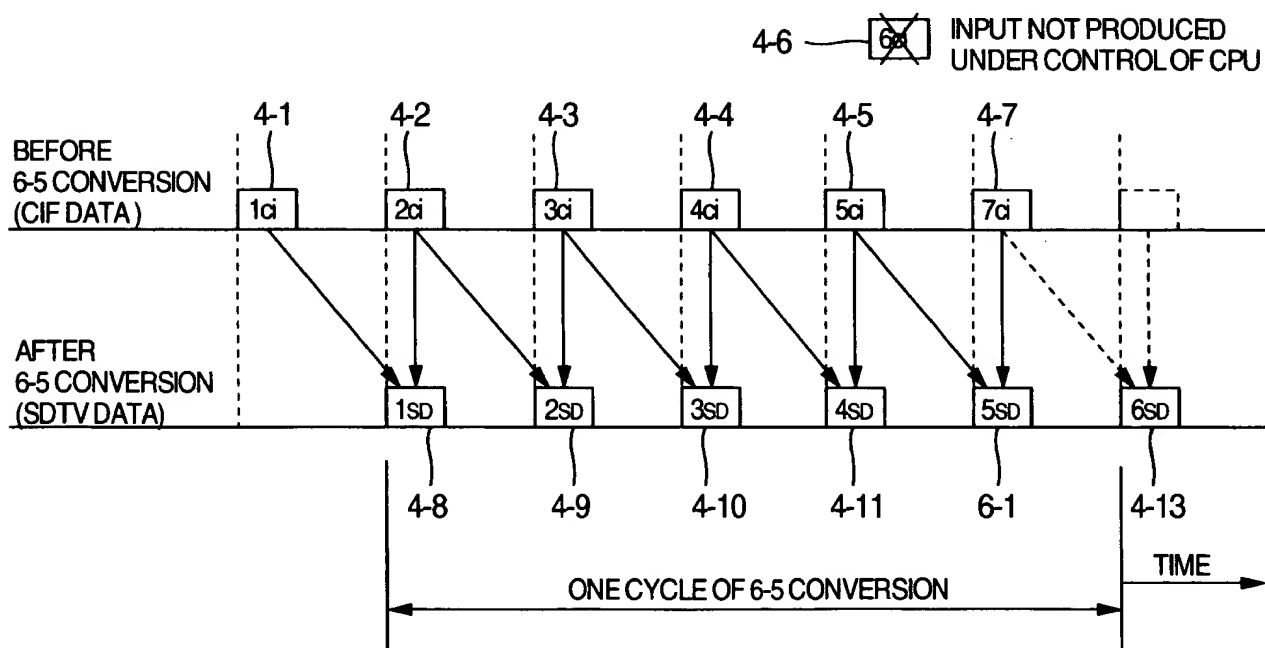 4-6
6ci
INPUT NOT PRODUCED
UNDER CONTROL OF CPU
4-1 4-2 4-3 4-4 4-5 4-7
BEFORE
6-5 CONVERSION
(CIF DATA)
1ci 2ci 3ci 4ci 5ci 7ci
AFTER
6-5 CONVERSION
(SDTV DATA)
1SD 2SD 3SD 4SD 5SD 6SD
4-8 4-9 4-10 4-11 6-1 4-13
TIME
ONE CYCLE OF 6-5 CONVERSION